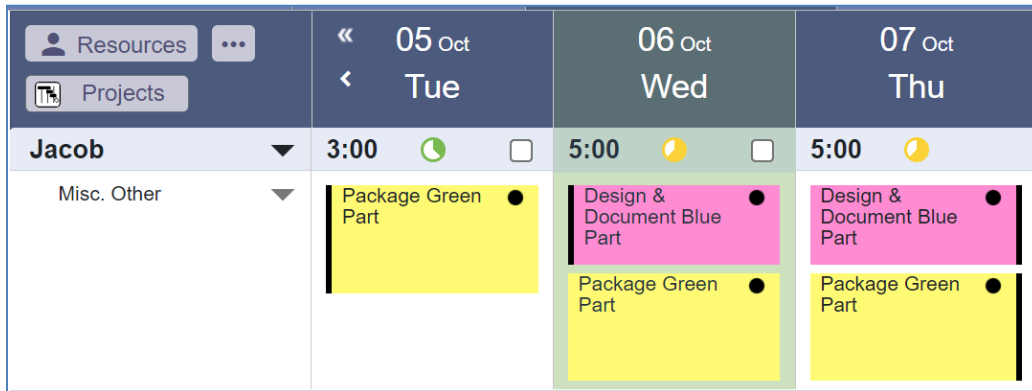 Resources ...
Projects
« 05 Oct
‹ Tue
06 Oct
Wed
07 Oct
Thu
Jacob
3:00
5:00
5:00
Misc. Other
Package Green
Part
Design &
Document Blue
Part
Package Green
Part
Design &
Document Blue
Part
Package Green
Part